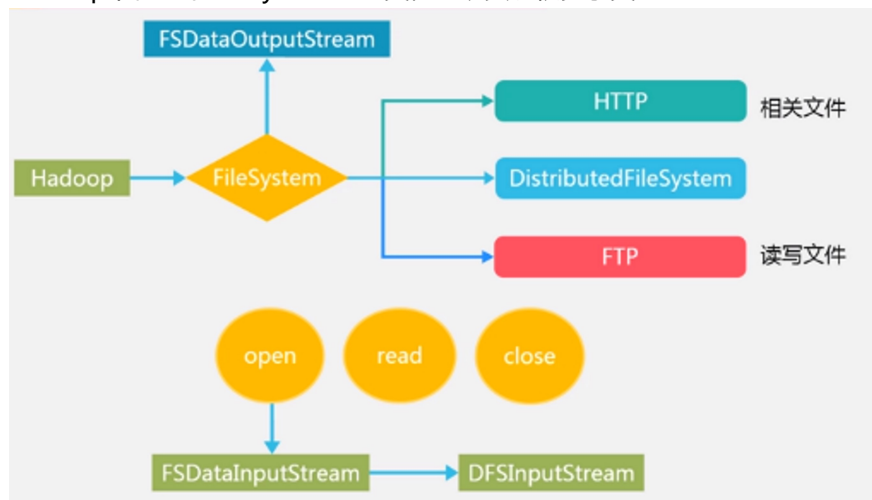 FSDataOutputStream
HTTP
相关文件
Hadoop
FileSystem
DistributedFileSystem
FTP
读写文件
open
read
close
FSDataInputStream
DFSInputStream